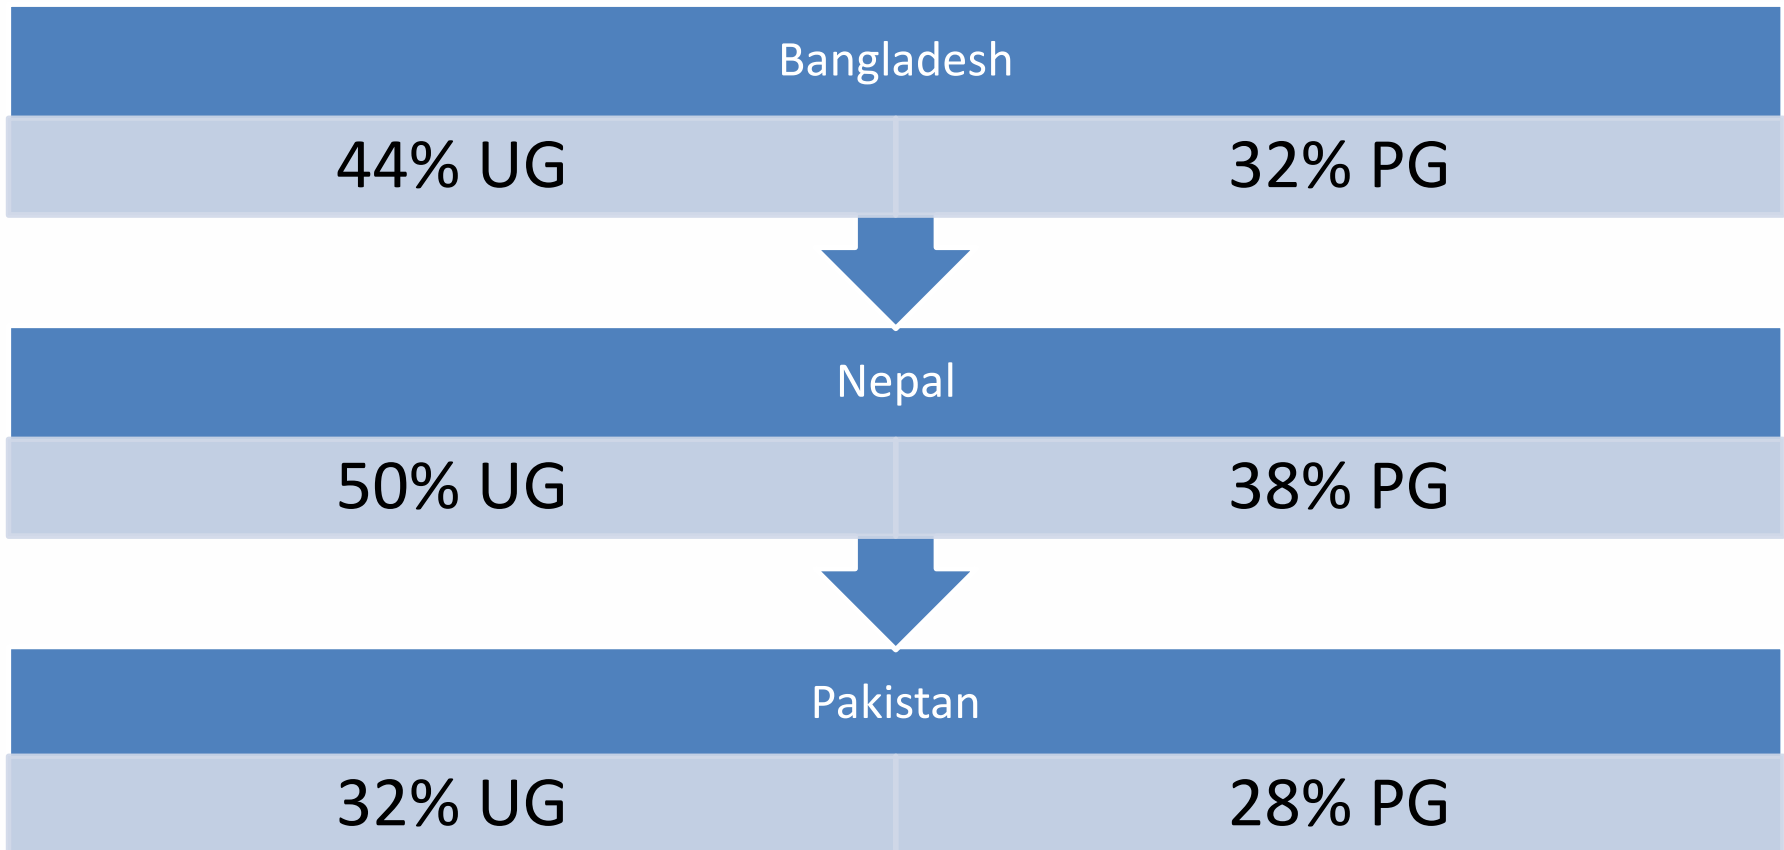 Bangladesh
44% UG 32% PG
Nepal
50% UG 38% PG
Pakistan
32% UG 28% PG